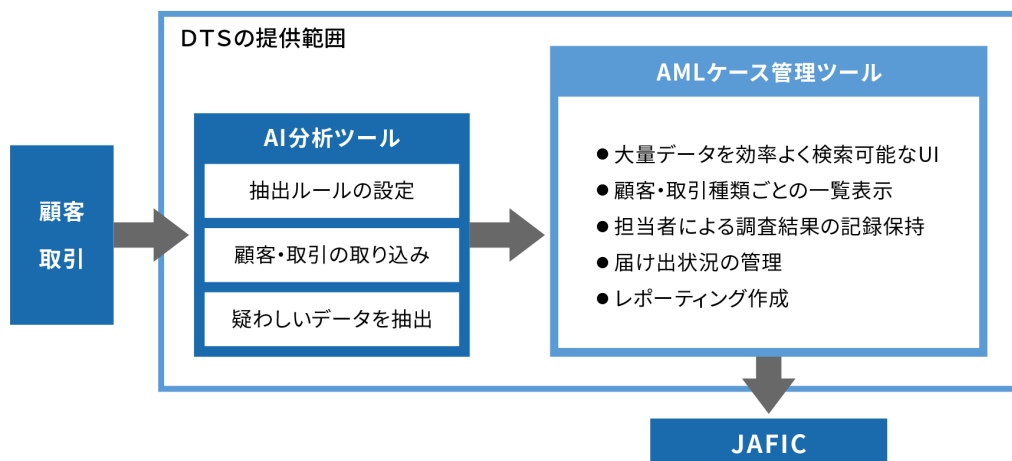 DTSの提供範囲
顧客
取引
AI分析ツール
抽出ルールの設定
顧客・取引の取り込み
疑わしいデータを抽出
AMLケース管理ツール
●大量データを効率よく検索可能なUI
●顧客・取引種類ごとの一覧表示
●担当者による調査結果の記録保持
●届け出状況の管理
●レポーティング作成
JAFIC